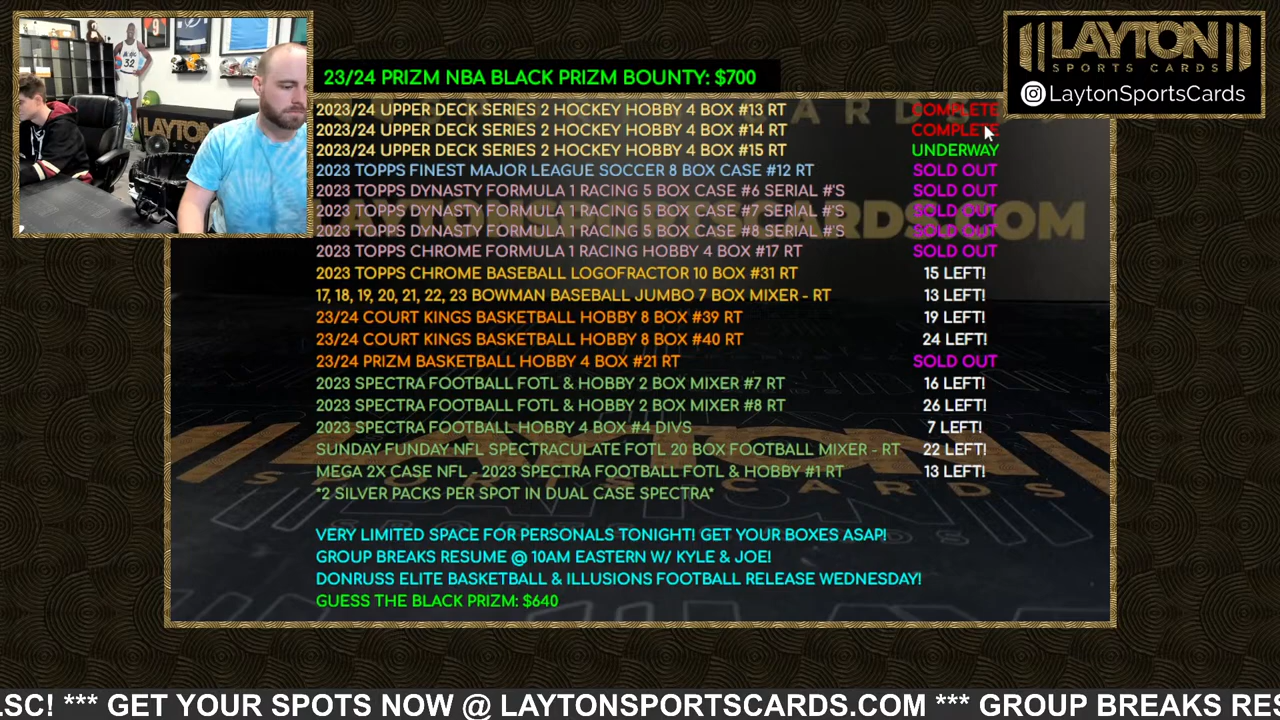 23/24 PRIZM NBA BLACK PRIZM BOUNTY: $700
LAYTON
SPORTS CARDS
LaytonSportsCards
2023/24 UPPER DECK SERIES 2 HOCKEY HOBBY 4 BOX #13 RT COMPLETE
2023/24 UPPER DECK SERIES 2 HOCKEY HOBBY 4 BOX #14 RT COMPLETE
2023/24 UPPER DECK SERIES 2 HOCKEY HOBBY 4 BOX #15 RT UNDERWAY
2023 TOPPS FINEST MAJOR LEAGUE SOCCER 8 BOX CASE #12 RT SOLD OUT
2023 TOPPS DYNASTY FORMULA 1 RACING 5 BOX CASE #6 SERIAL #'S SOLD OUT
2023 TOPPS DYNASTY FORMULA 1 RACING 5 BOX CASE #7 SERIAL #'S SOLD OUT
2023 TOPPS DYNASTY FORMULA 1 RACING 5 BOX CASE #8 SERIAL #'S SOLD OUT
2023 TOPPS CHROME FORMULA 1 RACING HOBBY 4 BOX #17 RT SOLD OUT
2023 TOPPS CHROME BASEBALL LOGOFRACTOR 10 BOX #31 RT 15 LEFT!
17, 18, 19, 20, 21, 22, 23 BOWMAN BASEBALL JUMBO 7 BOX MIXER - RT 13 LEFT!
23/24 COURT KINGS BASKETBALL HOBBY 8 BOX #39 RT 19 LEFT!
23/24 COURT KINGS BASKETBALL HOBBY 8 BOX #40 RT 24 LEFT!
23/24 PRIZM BASKETBALL HOBBY 4 BOX #21 RT SOLD OUT
2023 SPECTRA FOOTBALL FOTL & HOBBY 2 BOX MIXER #7 RT 16 LEFT!
2023 SPECTRA FOOTBALL FOTL & HOBBY 2 BOX MIXER #8 RT 26 LEFT!
2023 SPECTRA FOOTBALL HOBBY 4 BOX #4 DIVS 7 LEFT!
SUNDAY FUNDAY NFL SPECTRACULATE FOTL 20 BOX FOOTBALL MIXER - RT 22 LEFT!
MEGA 2X CASE NFL - 2023 SPECTRA FOOTBALL FOTL & HOBBY #1 RT 13 LEFT!
*2 SILVER PACKS PER SPOT IN DUAL CASE SPECTRA*
VERY LIMITED SPACE FOR PERSONALS TONIGHT! GET YOUR BOXES ASAP!
GROUP BREAKS RESUME @ 10AM EASTERN W/ KYLE & JOE!
DONRUSS ELITE BASKETBALL & ILLUSIONS FOOTBALL RELEASE WEDNESDAY!
GUESS THE BLACK PRIZM: $640
LSC! *** GET YOUR SPOTS NOW @ LAYTONSPORTSCARDS.COM *** GROUP BREAKS RES